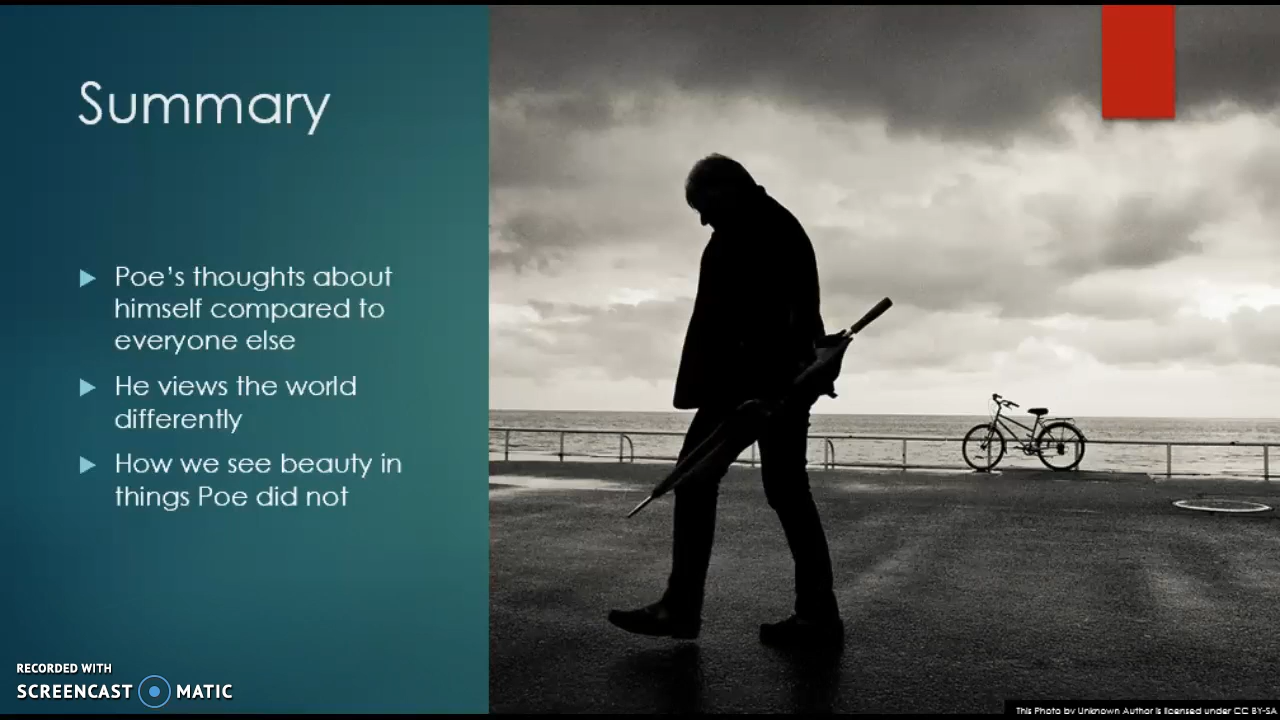 Summary
Poe's thoughts about
himself compared to
everyone else
He views the world
differently
How we see beauty in
things Poe did not
RECORDED WITH
SCREENCAST MATIC
This Photo by Unknown Author is licensed under CC BY-SA